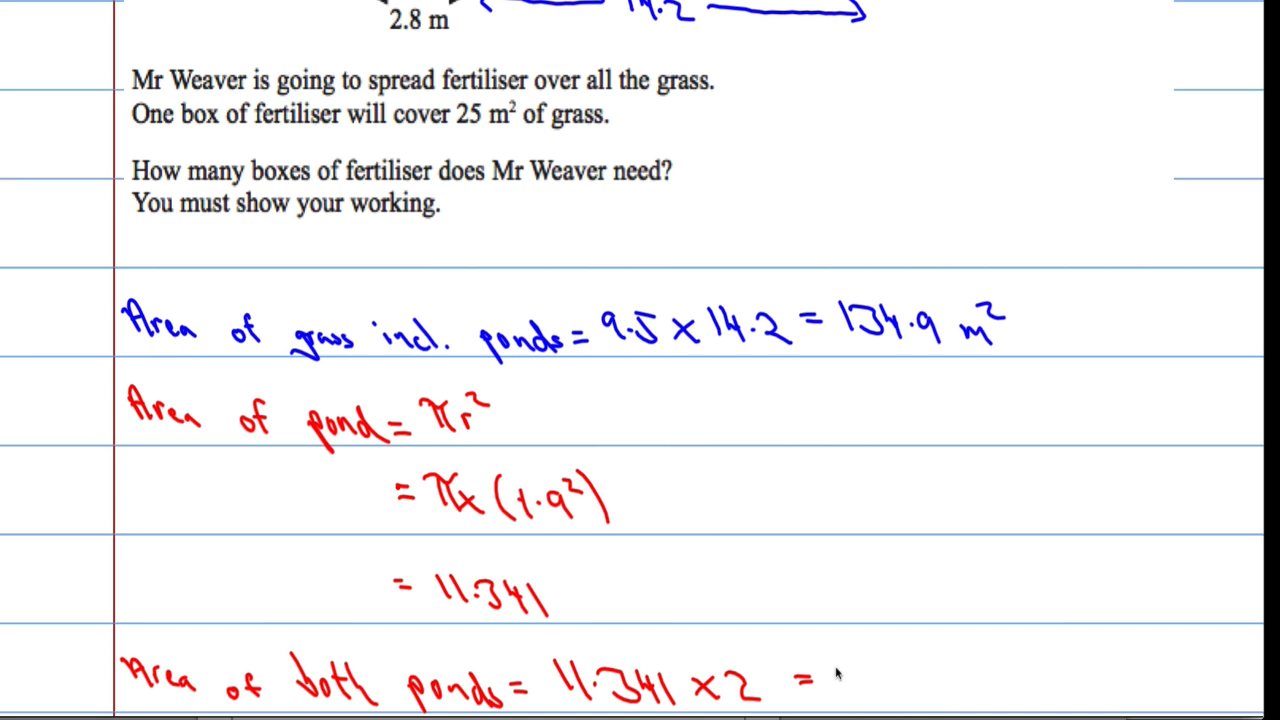 14.2
2.8 m
Mr Weaver is going to spread fertiliser over all the grass.
One box of fertiliser will cover 25 m² of grass.
How many boxes of fertiliser does Mr Weaver need?
You must show your working.
Area of grass incl. ponds = 9.5 × 14.2 = 134.9 m²
Area of pond = πr²
= π× (1.9²)
= 11.341
Area of both ponds = 11.341 × 2 =